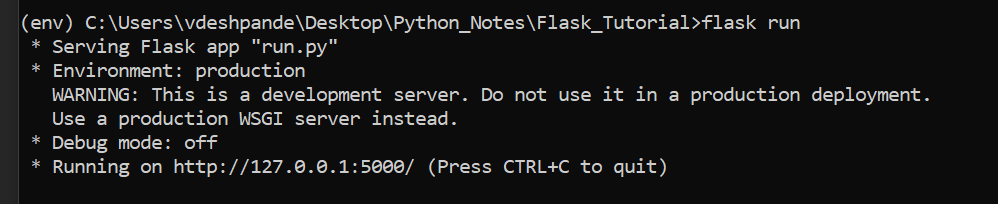 (env) C:\Users\vdeshpande\Desktop\Python_Notes\Flask_Tutorial>flask run
* Serving Flask app "run.py"
* Environment: production
WARNING: This is a development server. Do not use it in a production deployment.
Use a production WSGI server instead.
* Debug mode: off
* Running on http://127.0.0.1:5000/ (Press CTRL+C to quit)